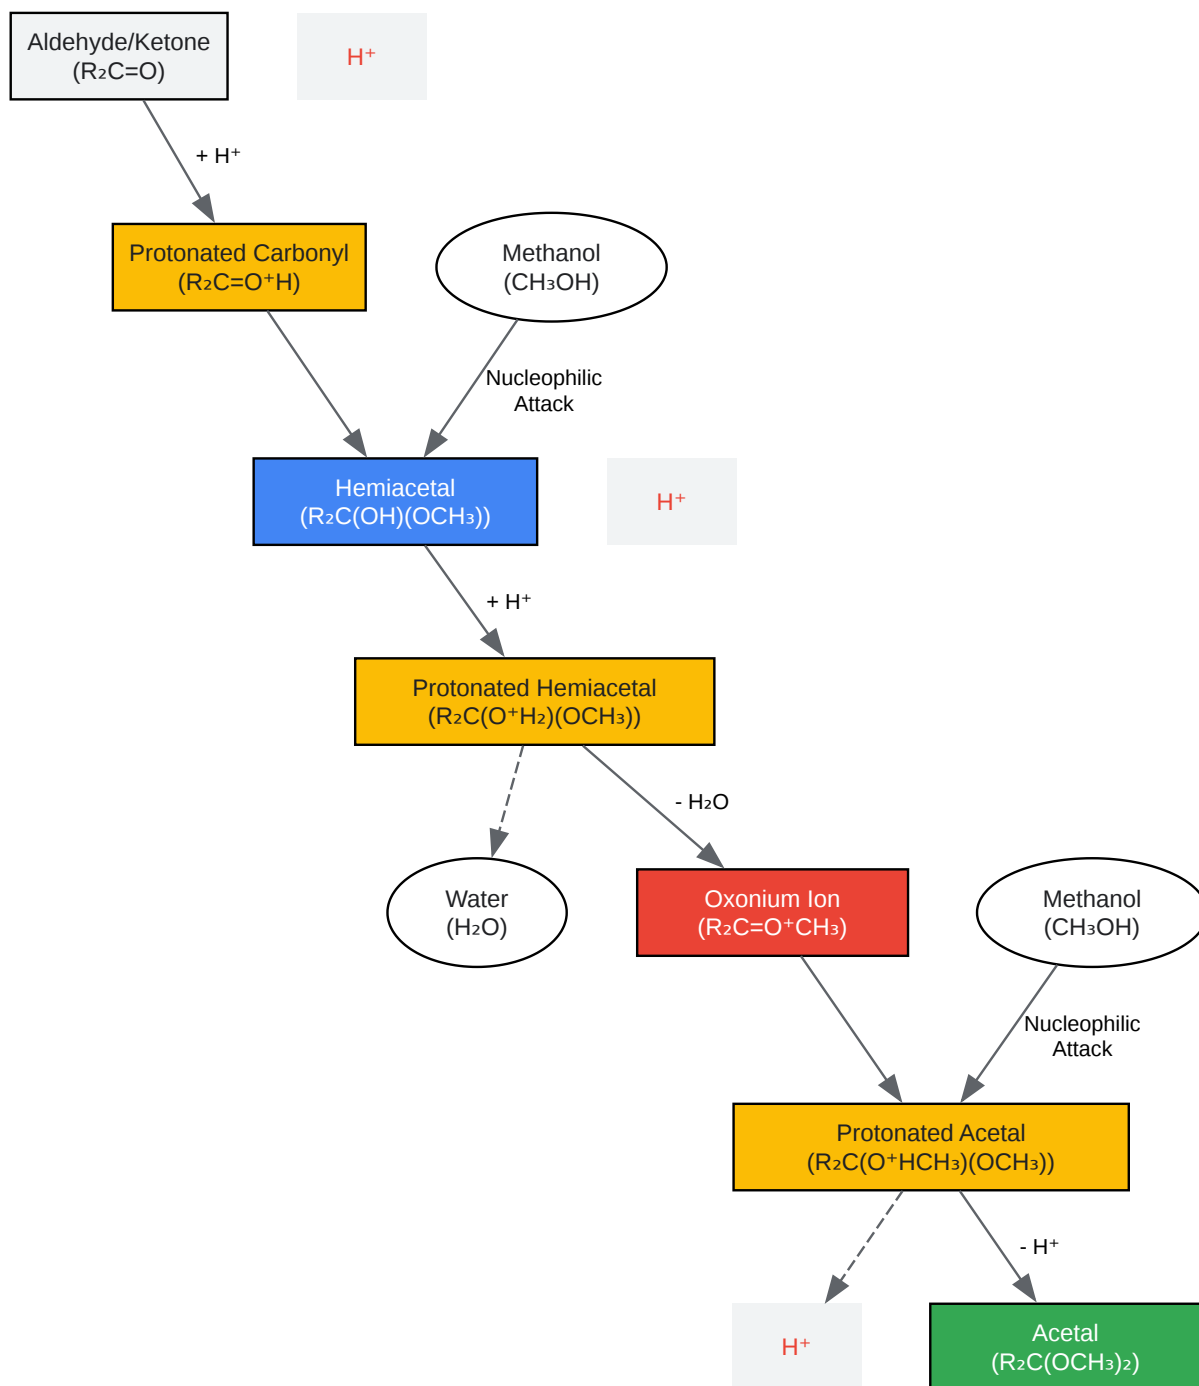 Aldehyde/Ketone
(R₂C=O)
H⁺
+ H⁺
Protonated Carbonyl
(R₂C=O⁺H)
Methanol
(CH₃OH)
Nucleophilic
Attack
Hemiacetal
(R₂C(OH)(OCH₃))
H⁺
+ H⁺
Protonated Hemiacetal
(R₂C(O⁺H₂)(OCH₃))
- H₂O
Water
(H₂O)
Oxonium Ion
(R₂C=O⁺CH₃)
Methanol
(CH₃OH)
Nucleophilic
Attack
Protonated Acetal
(R₂C(O⁺HCH₃)(OCH₃))
- H⁺
H⁺
Acetal
(R₂C(OCH₃)₂)